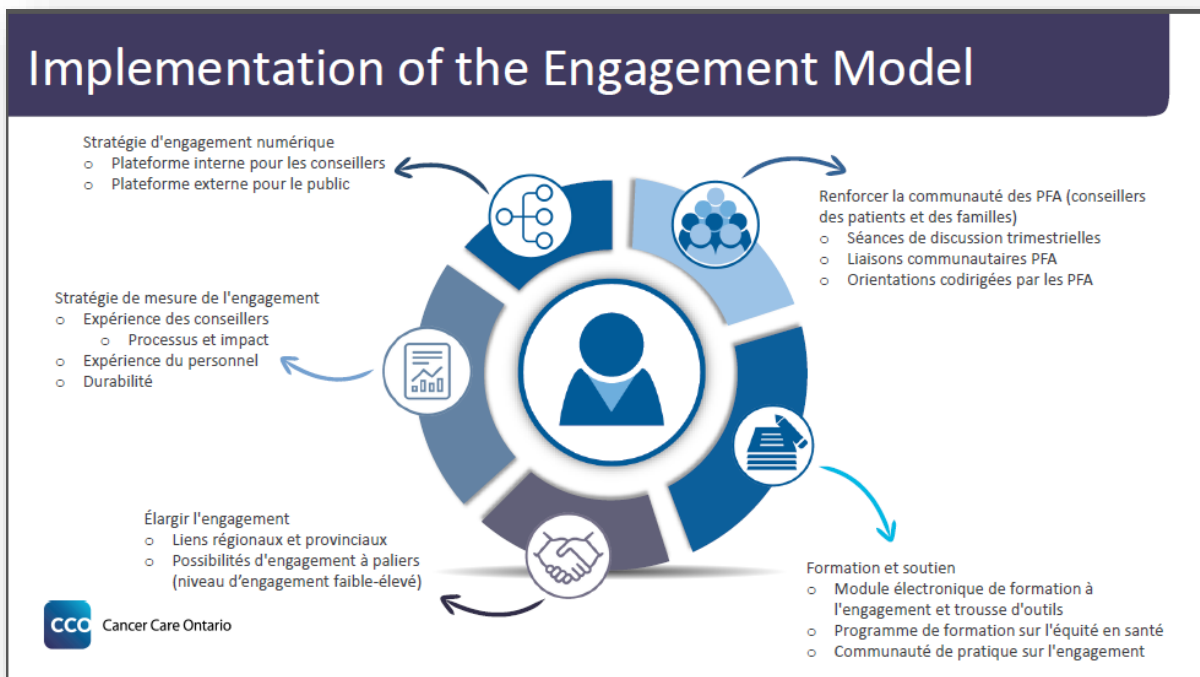 Implementation of the Engagement Model
Stratégie d'engagement numérique
o Plateforme interne pour les conseillers
o Plateforme externe pour le public
Renforcer la communauté des PFA (conseillers
des patients et des familles)
o Séances de discussion trimestrielles
o Liaisons communautaires PFA
o Orientations codirigées par les PFA
Stratégie de mesure de l'engagement
o Expérience des conseillers
o Processus et impact
o Expérience du personnel
o Durabilité
Élargir l'engagement
o Liens régionaux et provinciaux
o Possibilités d'engagement à paliers
(niveau d’engagement faible-élevé)
Formation et soutien
o Module électronique de formation à
l'engagement et trousse d'outils
o Programme de formation sur l'équité en santé
o Communauté de pratique sur l'engagement
CCO Cancer Care Ontario